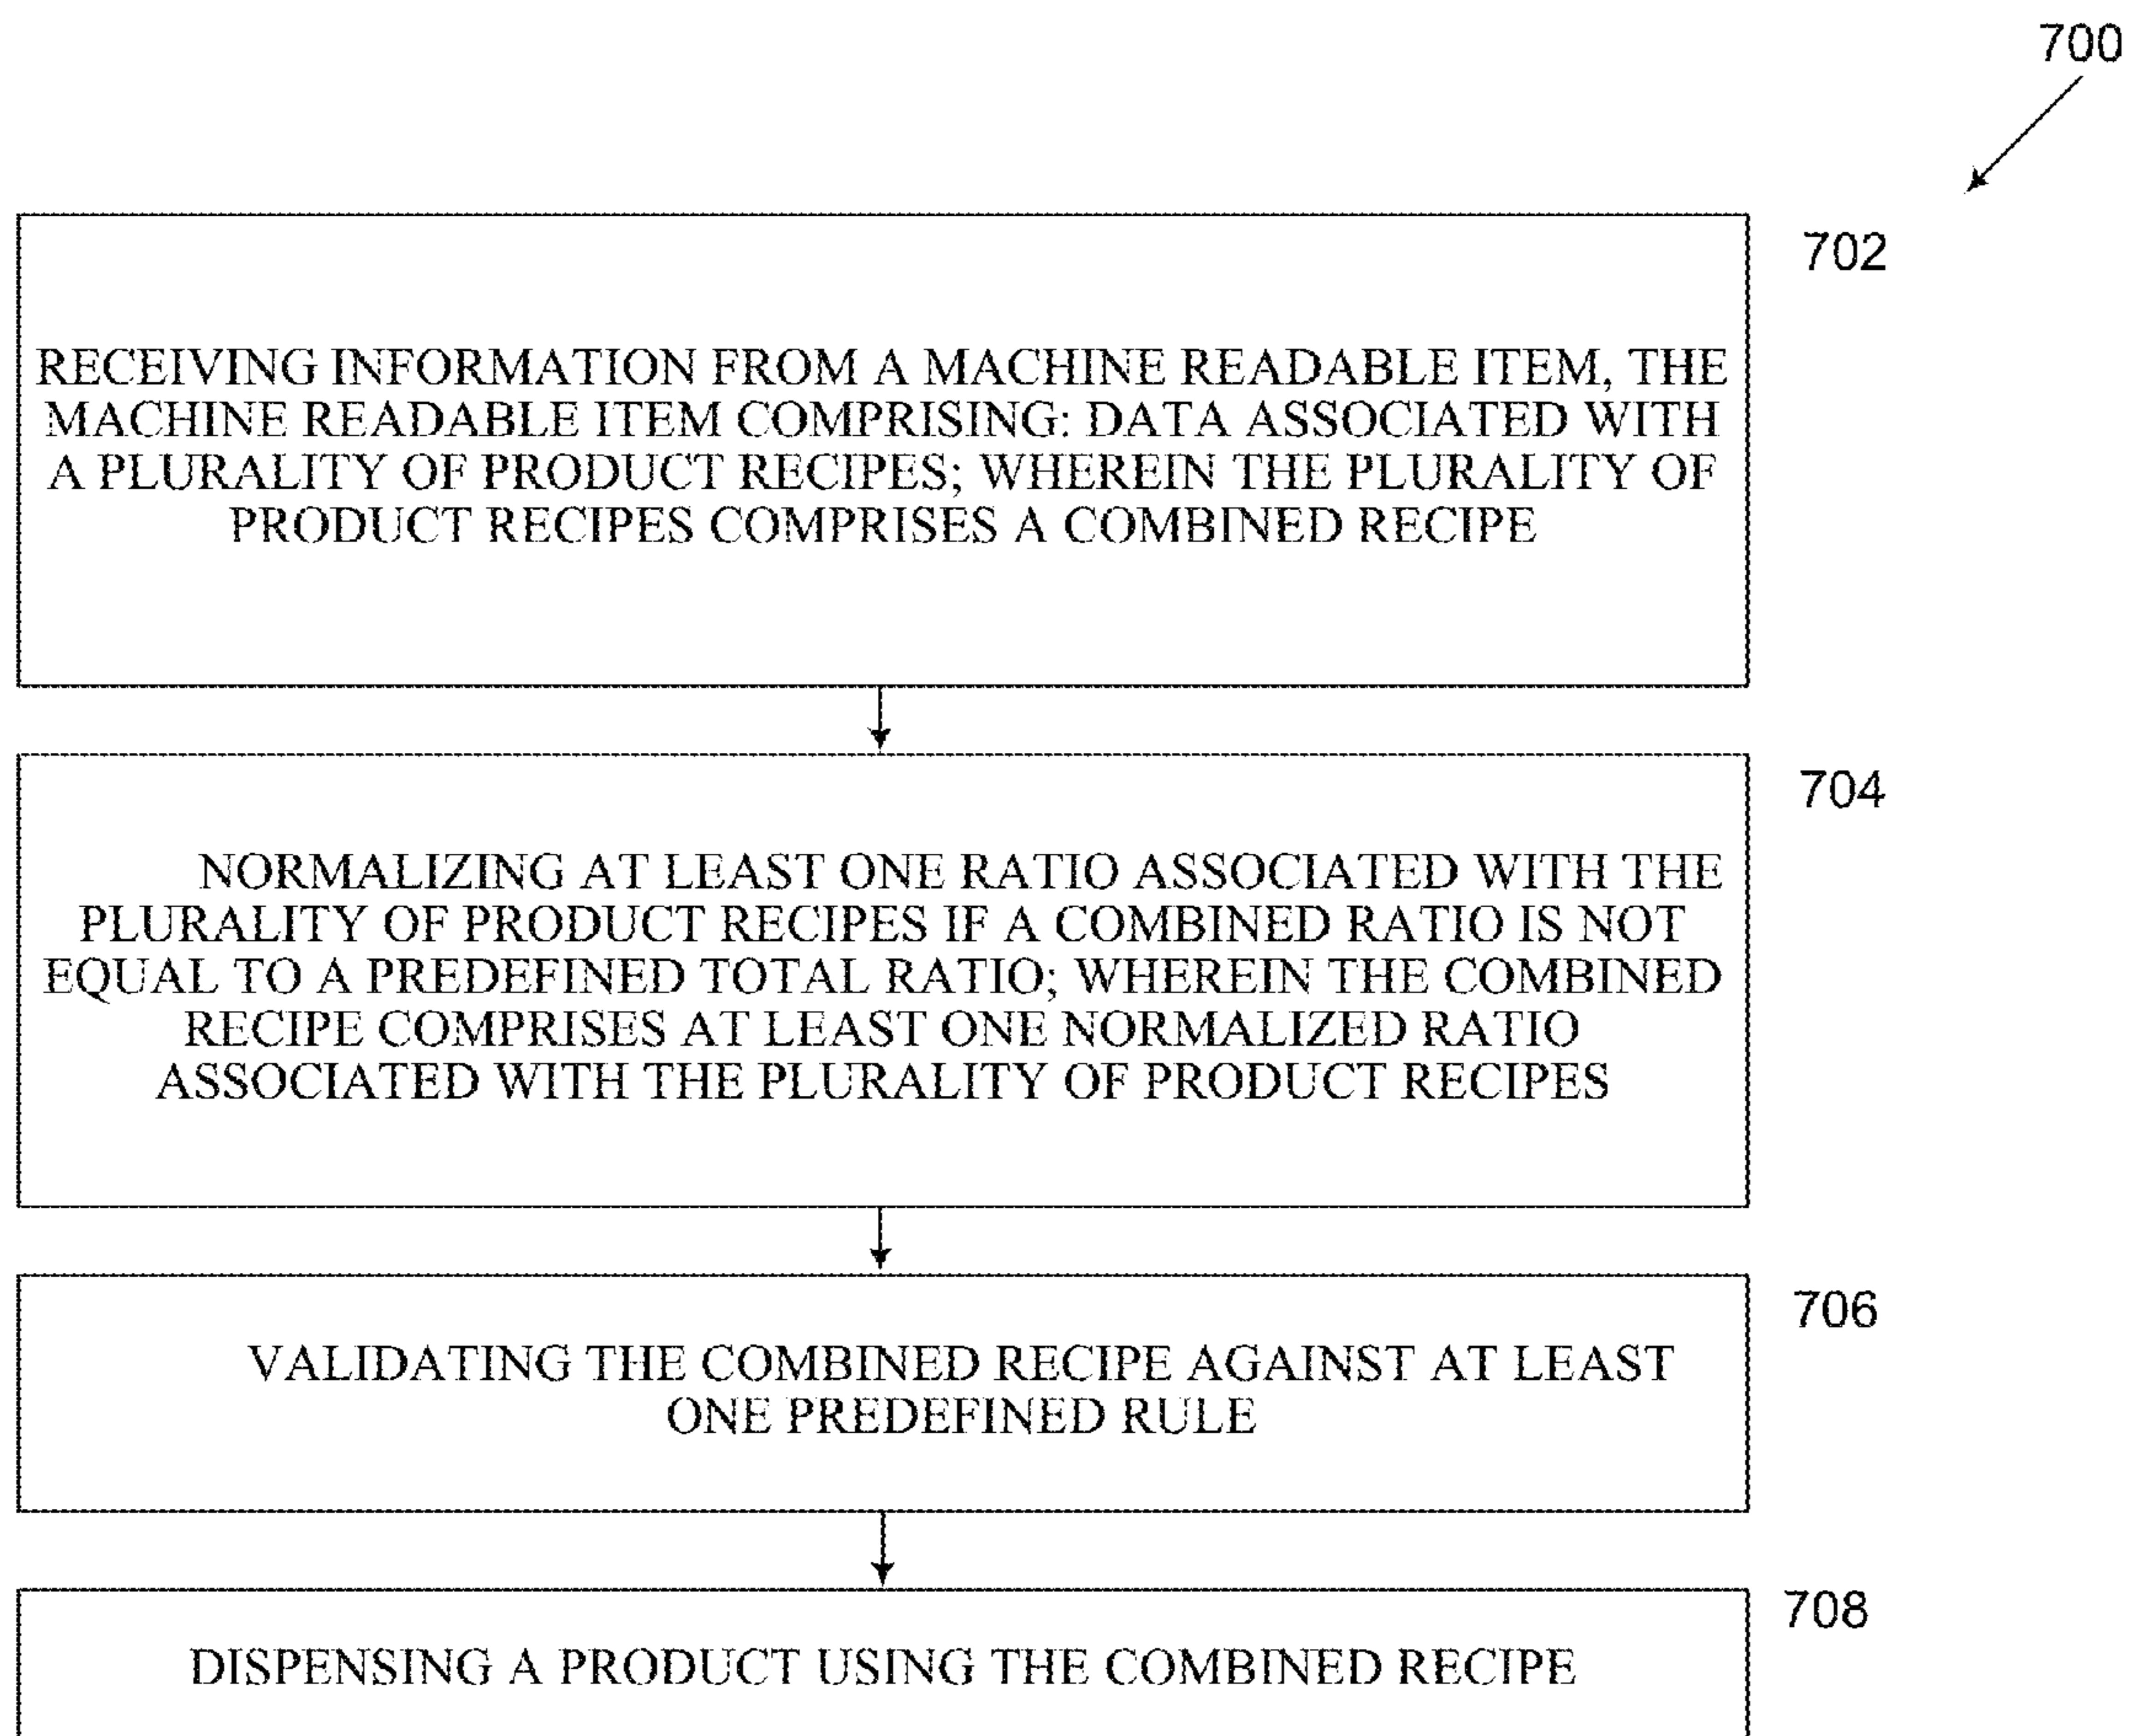 700
702
RECEIVING INFORMATION FROM A MACHINE READABLE ITEM, THE
MACHINE READABLE ITEM COMPRISING: DATA ASSOCIATED WITH
A PLURALITY OF PRODUCT RECIPES; WHEREIN THE PLURALITY OF
PRODUCT RECIPES COMPRISES A COMBINED RECIPE
704
NORMALIZING AT LEAST ONE RATIO ASSOCIATED WITH THE
PLURALITY OF PRODUCT RECIPES IF A COMBINED RATIO IS NOT
EQUAL TO A PREDEFINED TOTAL RATIO; WHEREIN THE COMBINED
RECIPE COMPRISES AT LEAST ONE NORMALIZED RATIO
ASSOCIATED WITH THE PLURALITY OF PRODUCT RECIPES
706
VALIDATING THE COMBINED RECIPE AGAINST AT LEAST
ONE PREDEFINED RULE
708
DISPENSING A PRODUCT USING THE COMBINED RECIPE